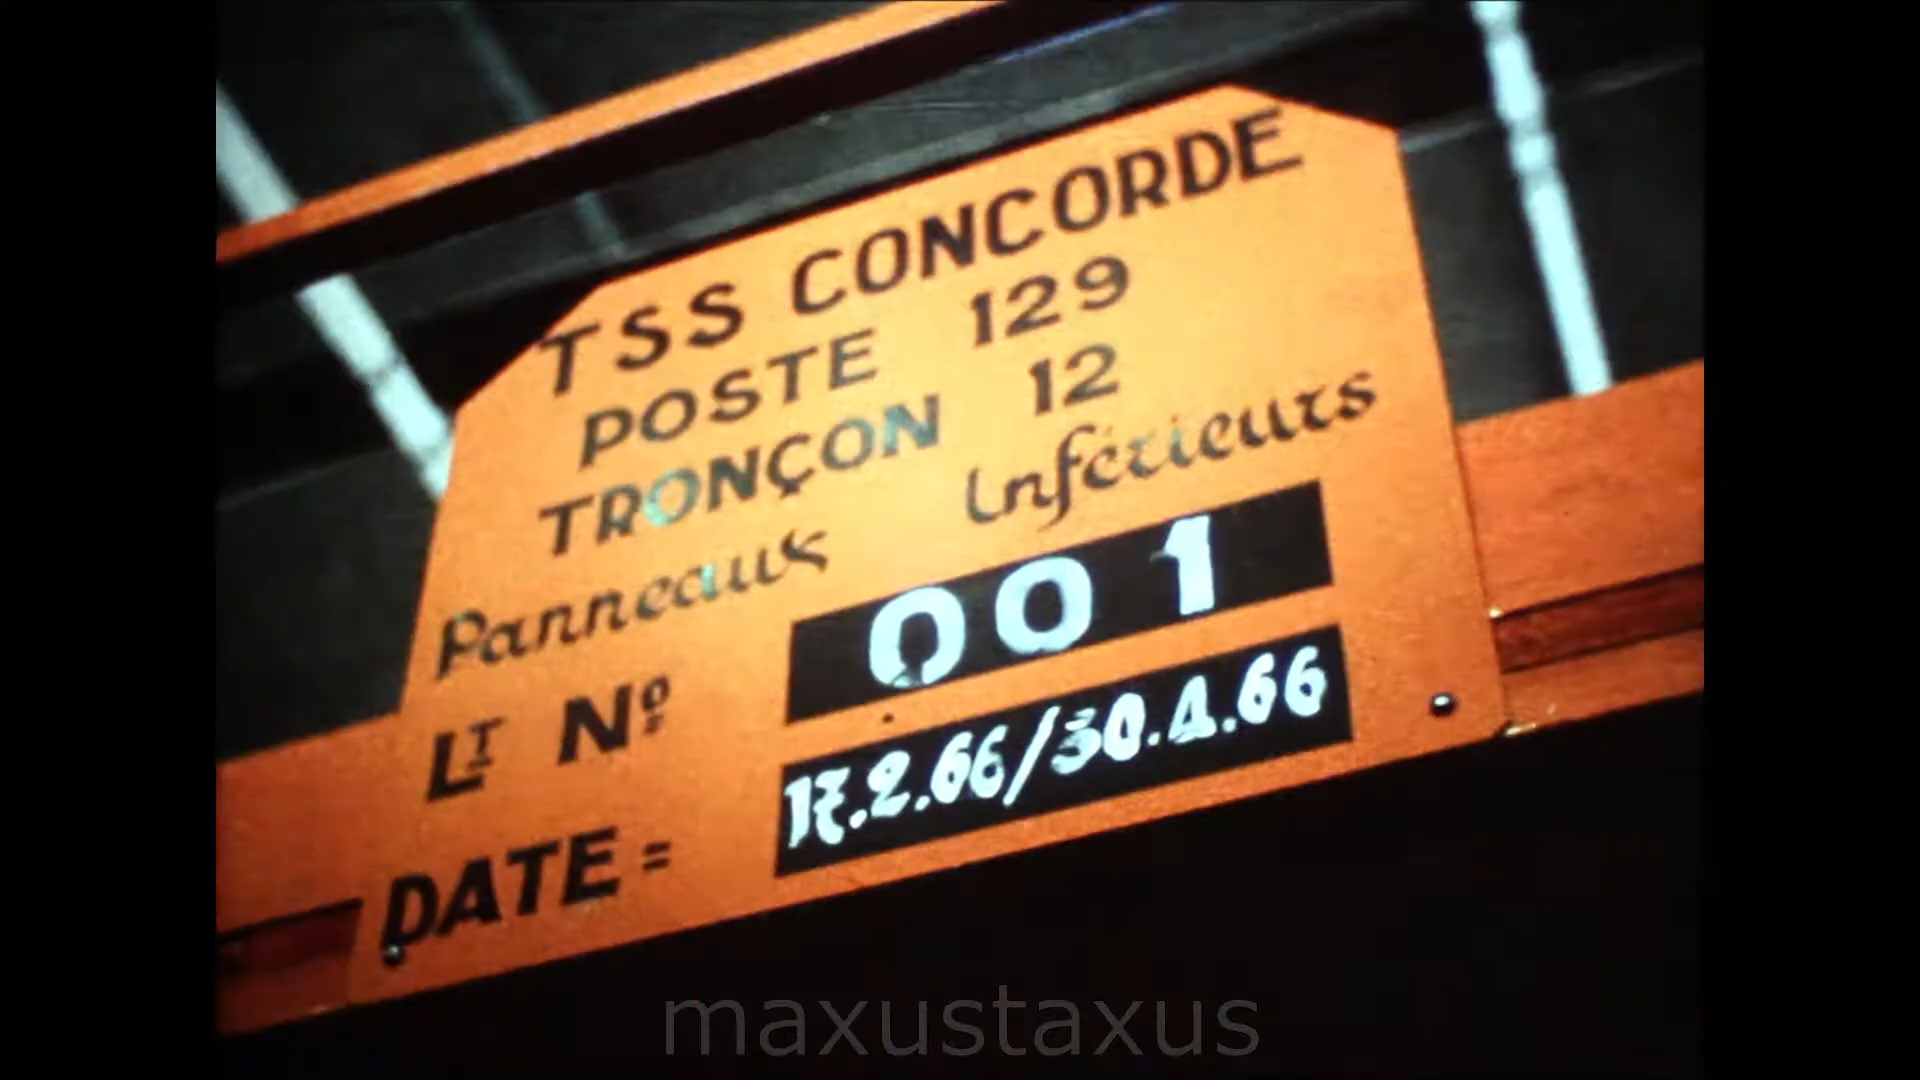 TSS CONCORDE
POSTE 129
TRONÇON 12
Panneaux Inférieurs
LT Nº 001
DATE = 17.2.66/30.4.66
maxustaxus